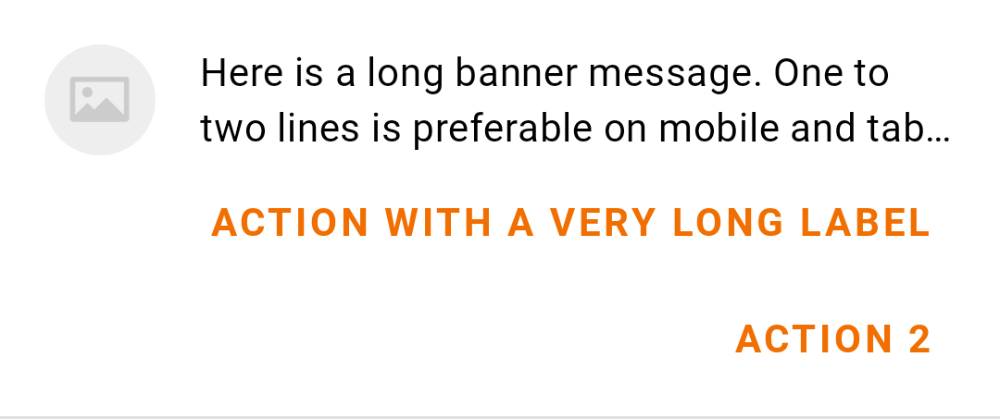 Here is a long banner message. One to
two lines is preferable on mobile and tab…
ACTION WITH A VERY LONG LABEL
ACTION 2